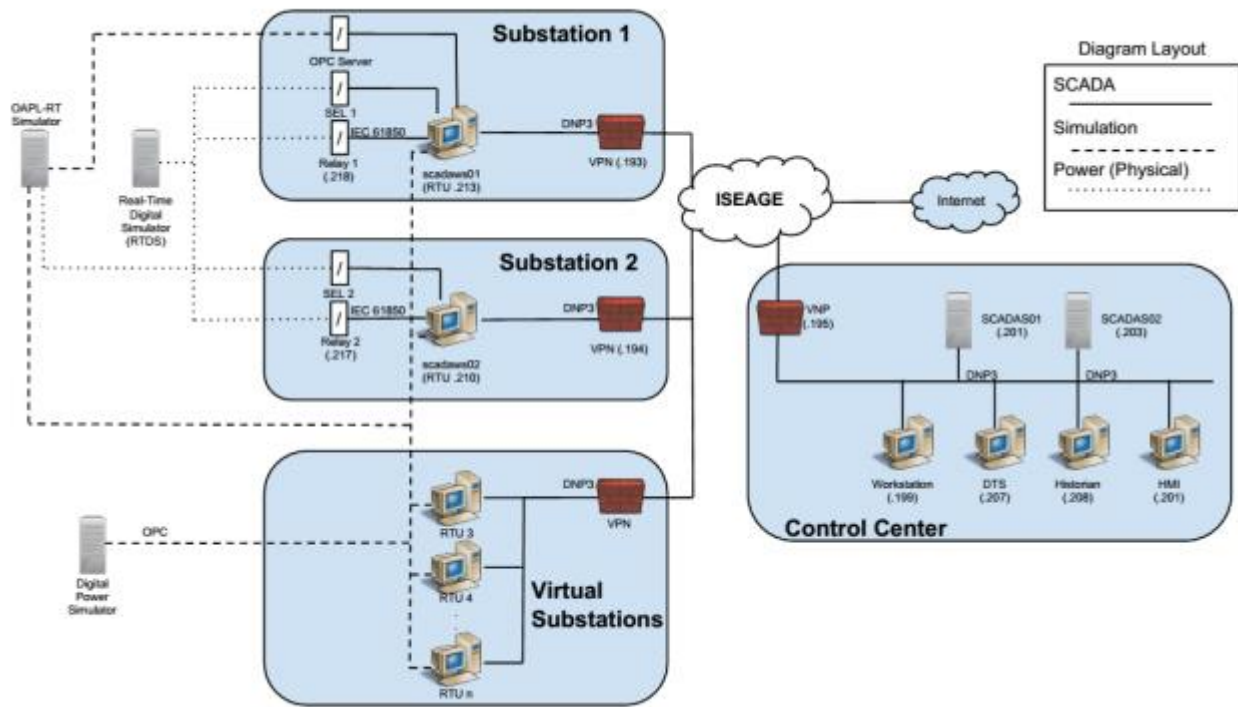 Substation 1
OPC Server
SEL 1
IEC 61850
Relay 1
(.218)
scadaws01
(RTU .213)
DNP3
VPN (.193)
OAPL-RT
Simulator
Real-Time
Digital
Simulator
(RTDS)
ISEAGE
Internet
Diagram Layout
SCADA
Simulation
Power (Physical)
Substation 2
SEL 2
IEC 61850
Relay 2
(.217)
scadaws02
(RTU .210)
DNP3
VPN (.194)
VNP
(.195)
SCADAS01
(.201)
SCADAS02
(.203)
DNP3
DNP3
Workstation
(.199)
DTS
(.207)
Historian
(.208)
HMI
(.201)
Control Center
OPC
Digital
Power
Simulator
RTU 3
RTU 4
RTU n
DNP3
VPN
Virtual
Substations